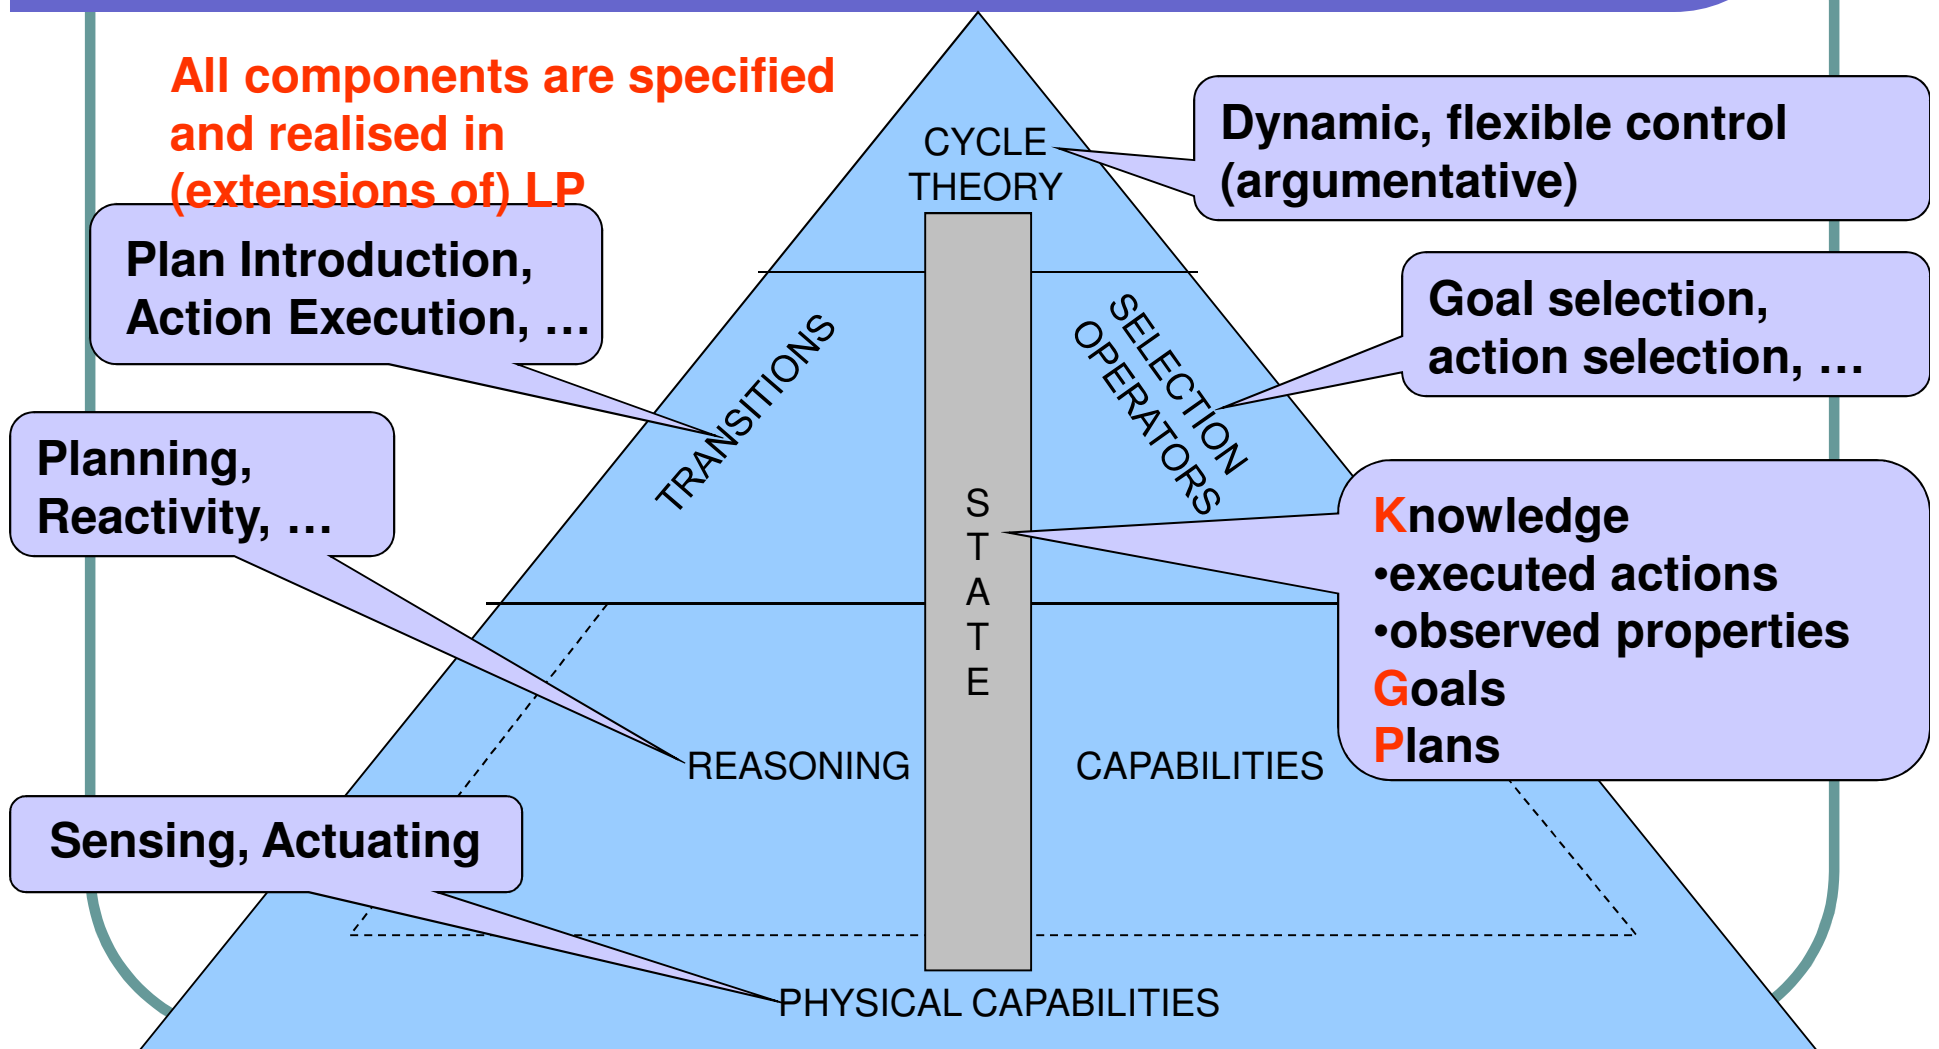 All components are specified
and realised in
(extensions of) LP
CYCLE
THEORY
Dynamic, flexible control
(argumentative)
Plan Introduction,
Action Execution, …
Goal selection,
action selection, …
TRANSITIONS
SELECTION
OPERATORS
Planning,
Reactivity, …
S
T
A
T
E
Knowledge
•executed actions
•observed properties
Goals
Plans
REASONING
CAPABILITIES
Sensing, Actuating
PHYSICAL CAPABILITIES